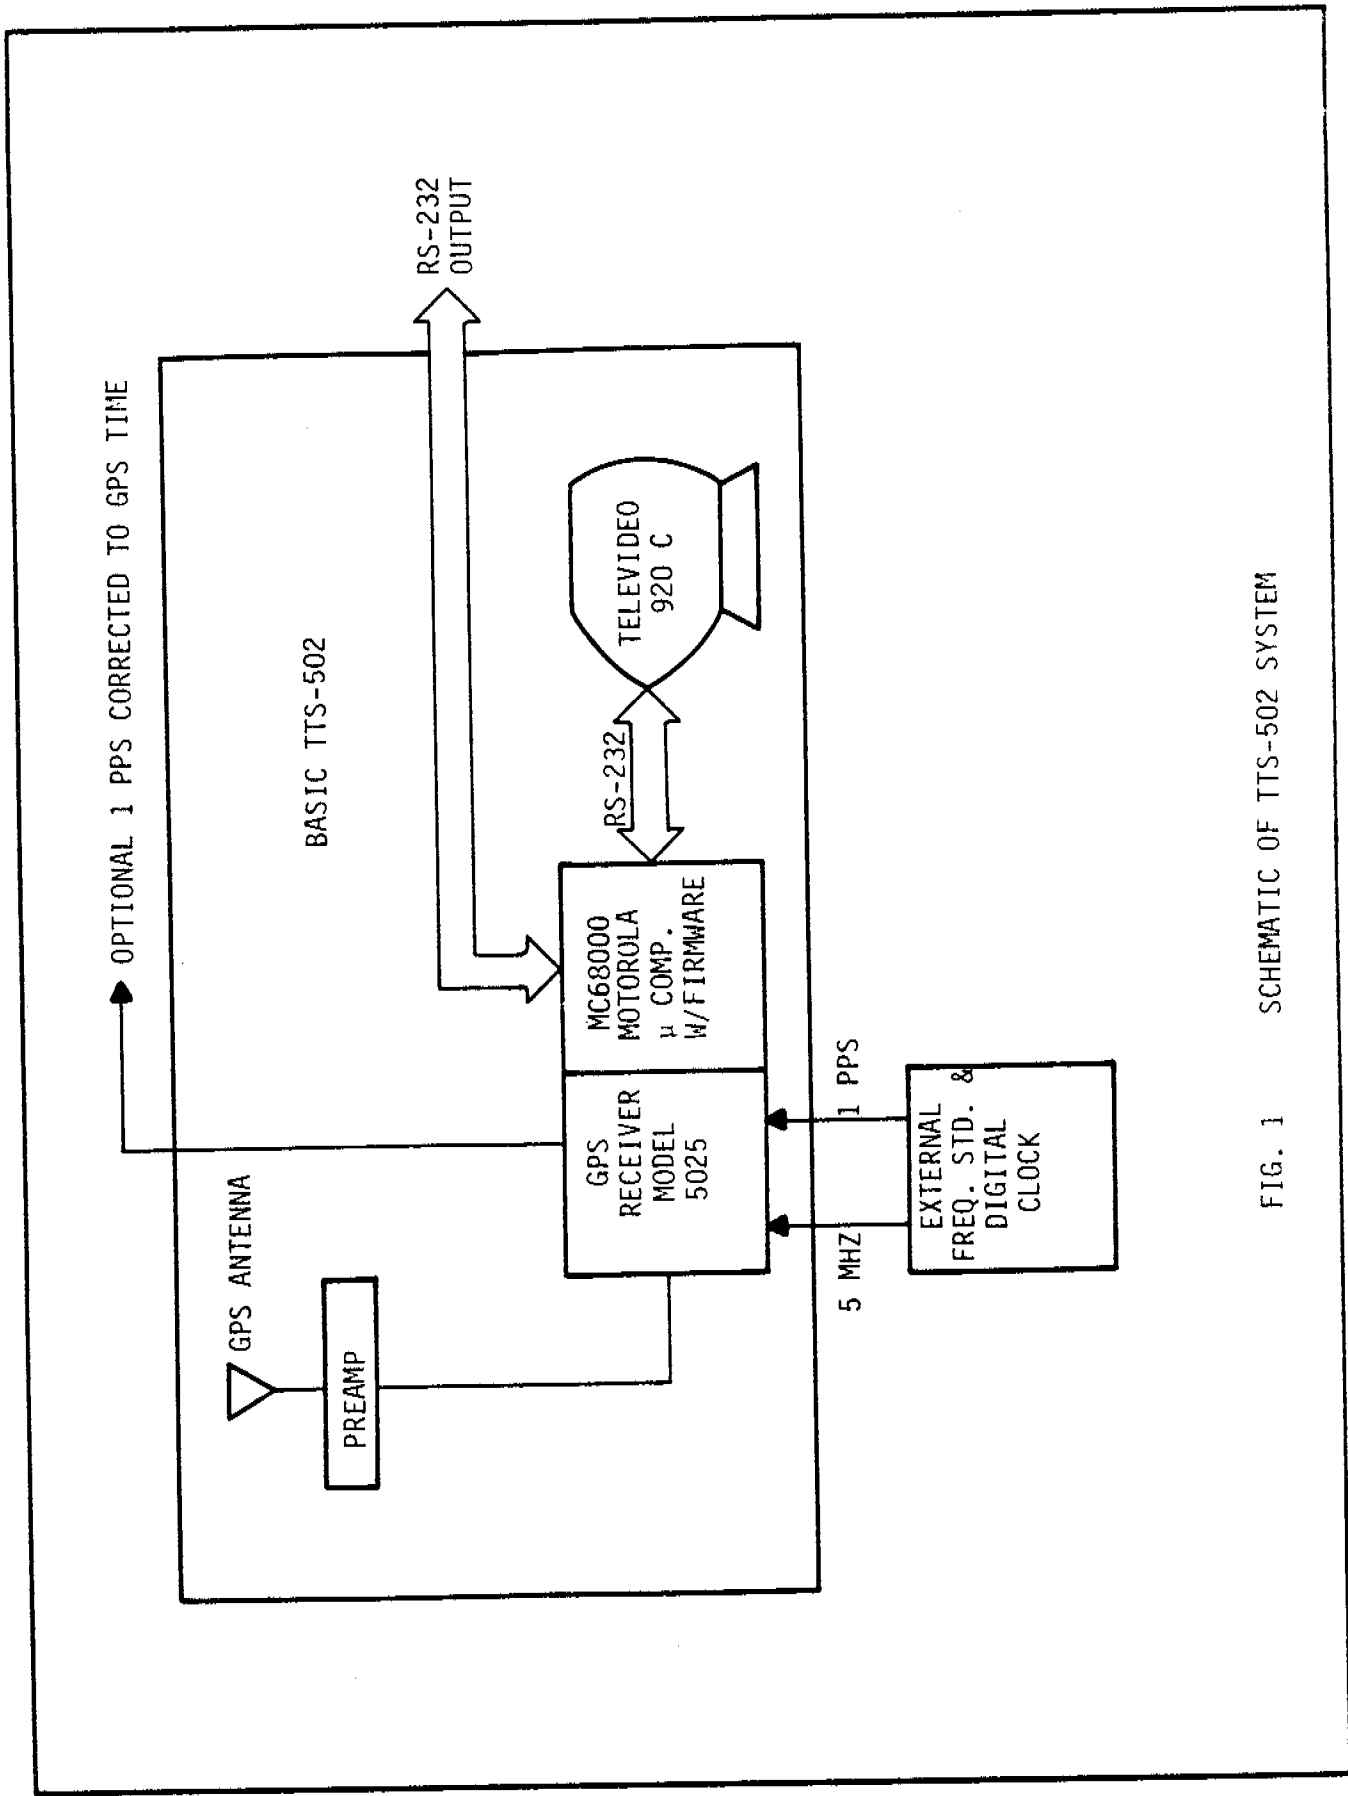 OPTIONAL 1 PPS CORRECTED TO GPS TIME
GPS ANTENNA
BASIC TTS-502
PREAMP
RS-232
OUTPUT
GPS
RECEIVER
MODEL
5025
MC68000
MOTOROLA
μ COMP.
W/FIRMWARE
RS-232
TELEVIDEO
920 C
5 MHZ
1 PPS
EXTERNAL
FREQ. STD. &
DIGITAL
CLOCK
FIG. 1 SCHEMATIC OF TTS-502 SYSTEM